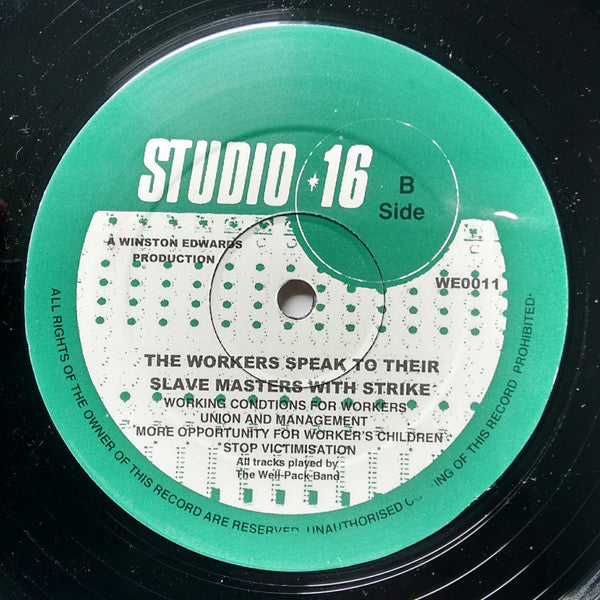 STUDIO ★ 16
B
Side
A WINSTON EDWARDS
PRODUCTION
WE0011
THE WORKERS SPEAK TO THEIR
SLAVE MASTERS WITH STRIKE
WORKING CONDTIONS FOR WORKERS
UNION AND MANAGEMENT
MORE OPPORTUNITY FOR WORKER'S CHILDREN
STOP VICTIMISATION
All tracks played by
The Well-Pack-Band
ALL RIGHTS OF THE OWNER OF THIS RECORD ARE RESERVED. UNAUTHORISED OF THIS RECORD PROHIBITED